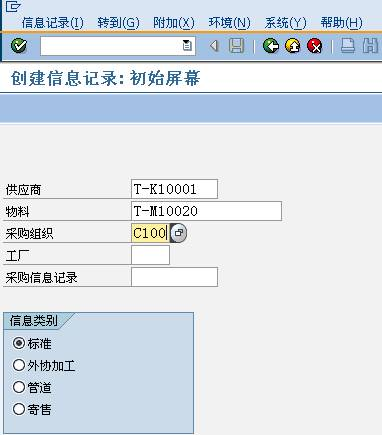 信息记录(I) 转到(G) 附加(X) 环境(N) 系统(Y) 帮助(H)
创建信息记录:初始屏幕
供应商 T-K10001
物料 T-M10020
采购组织 C100
工厂
采购信息记录
信息类别
标准
外协加工
管道
寄售